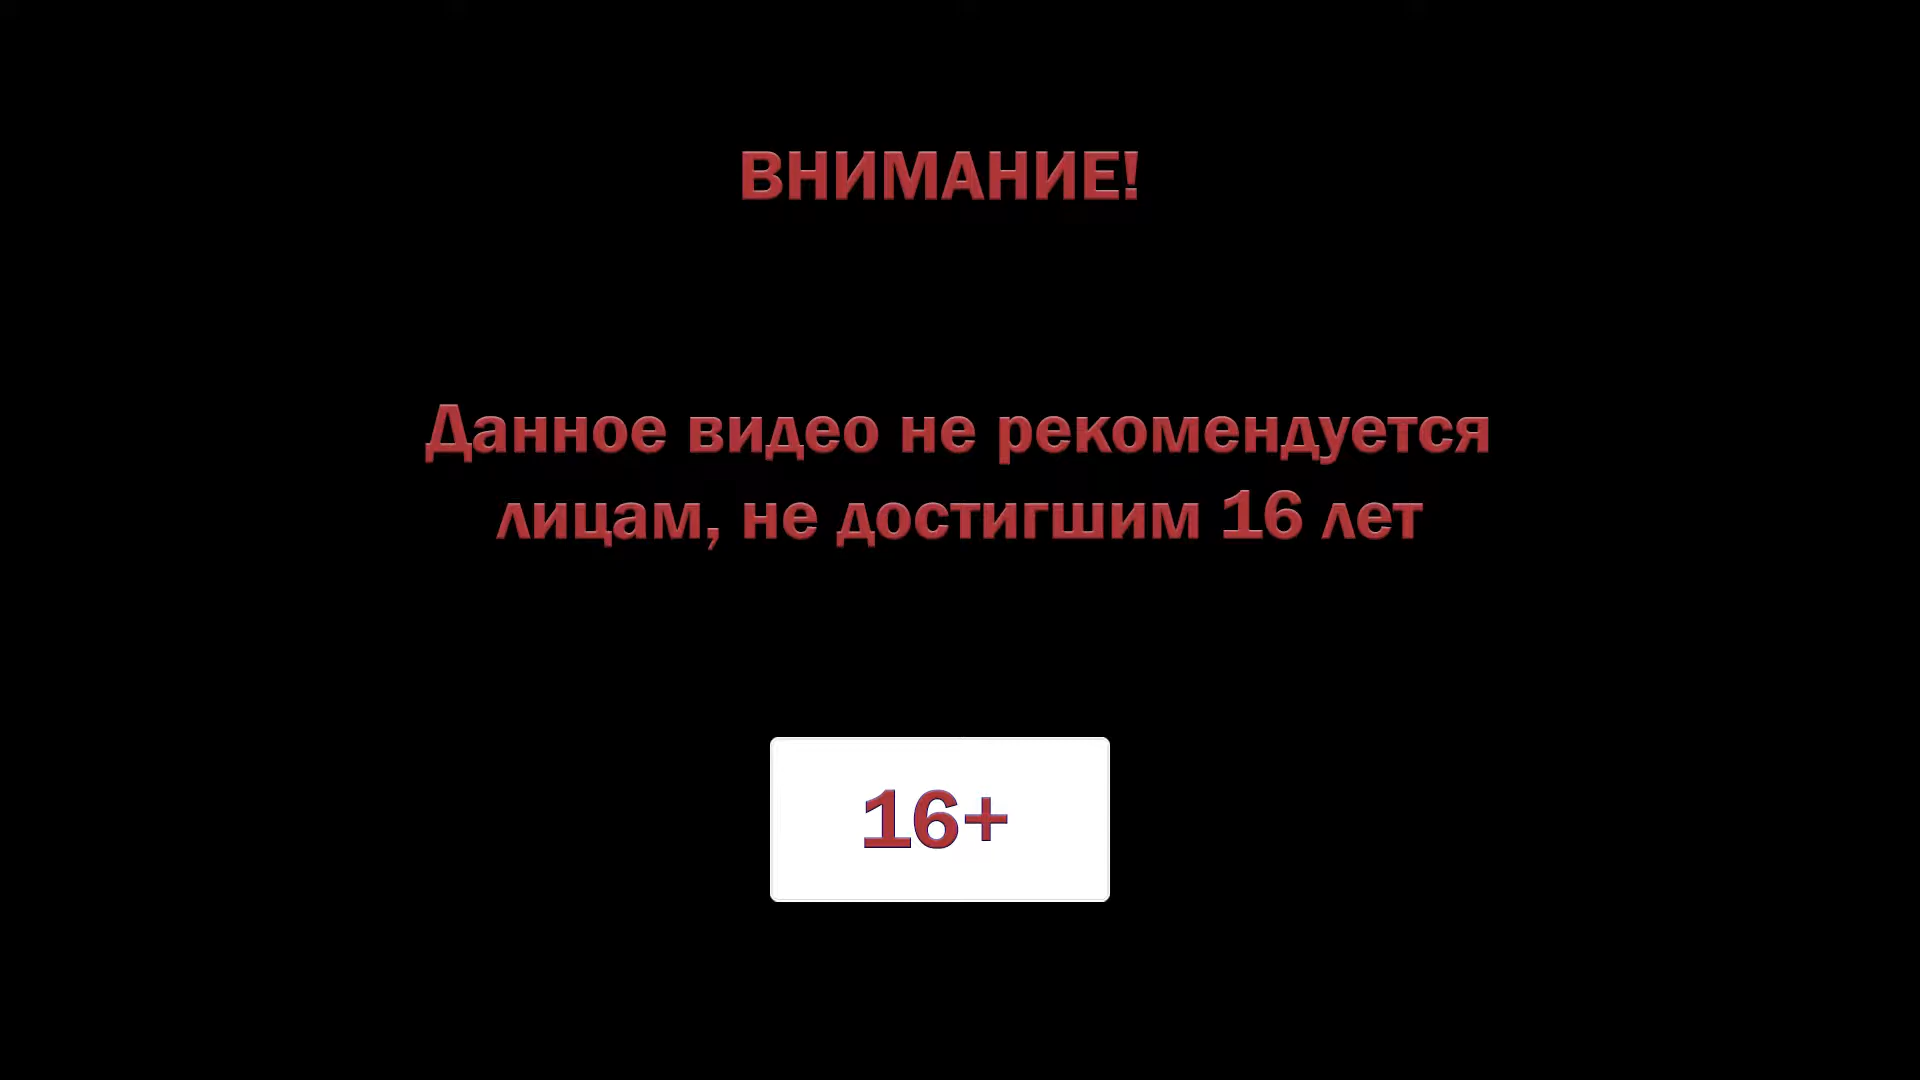 ВНИМАНИЕ!
Данное видео не рекомендуется
лицам, не достигшим 16 лет
16+